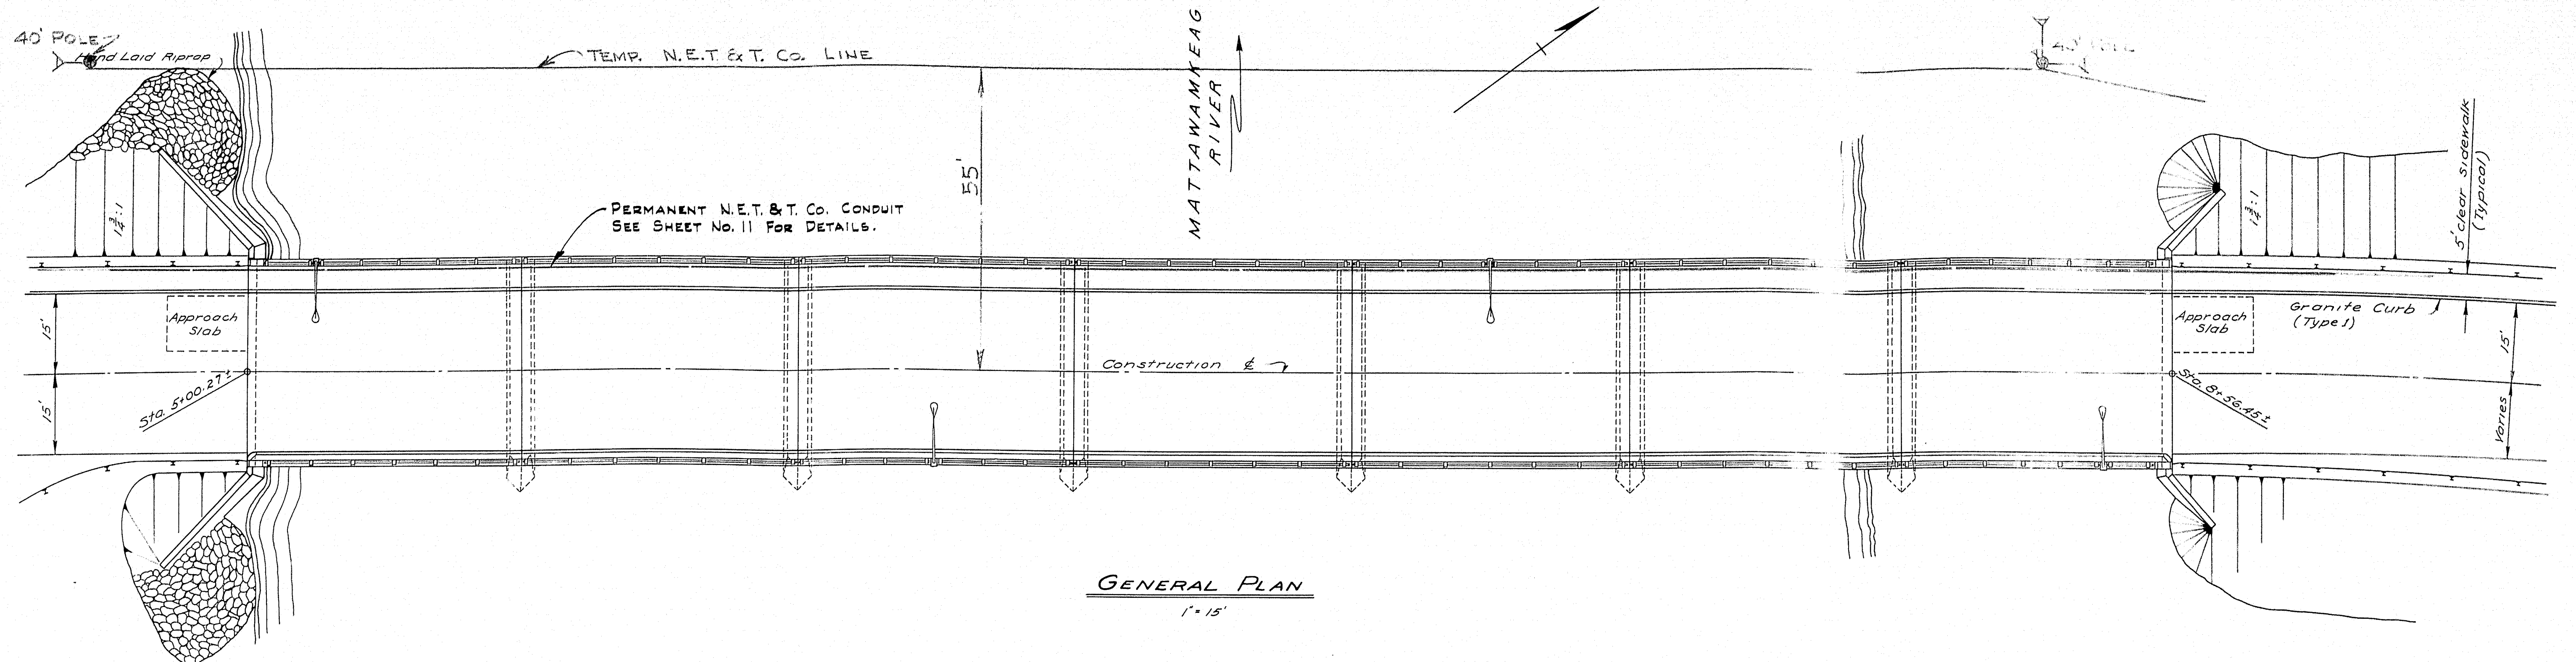 40' POLE
Hand Laid Riprap
TEMP. N.E.T. & T. Co. LINE
MATTAWAMKEAG
RIVER
55'
PERMANENT N.E.T. & T. Co. CONDUIT
SEE SHEET No. 11 FOR DETAILS.
1¾:1
1¾:1
5' clear sidewalk
(Typical)
Approach
Slab
15'
15'
Sta. 5+00.27±
Construction ℄
Approach
Slab
Granite Curb
(Type 1)
15'
Varies
Sta. 8+56.45±
GENERAL PLAN
1" = 15'